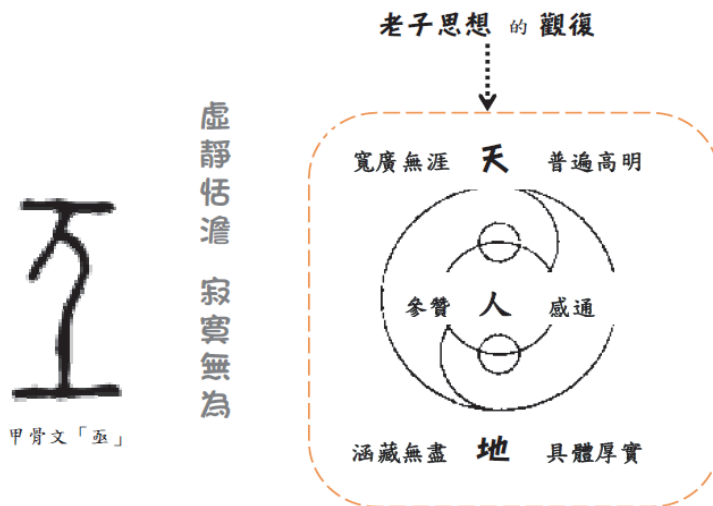 老子思想 的 觀復
虛靜恬澹 寂寞無為
寬廣無涯 天 普遍高明
參贊 人 感通
涵藏無盡 地 具體厚實
甲骨文「亟」